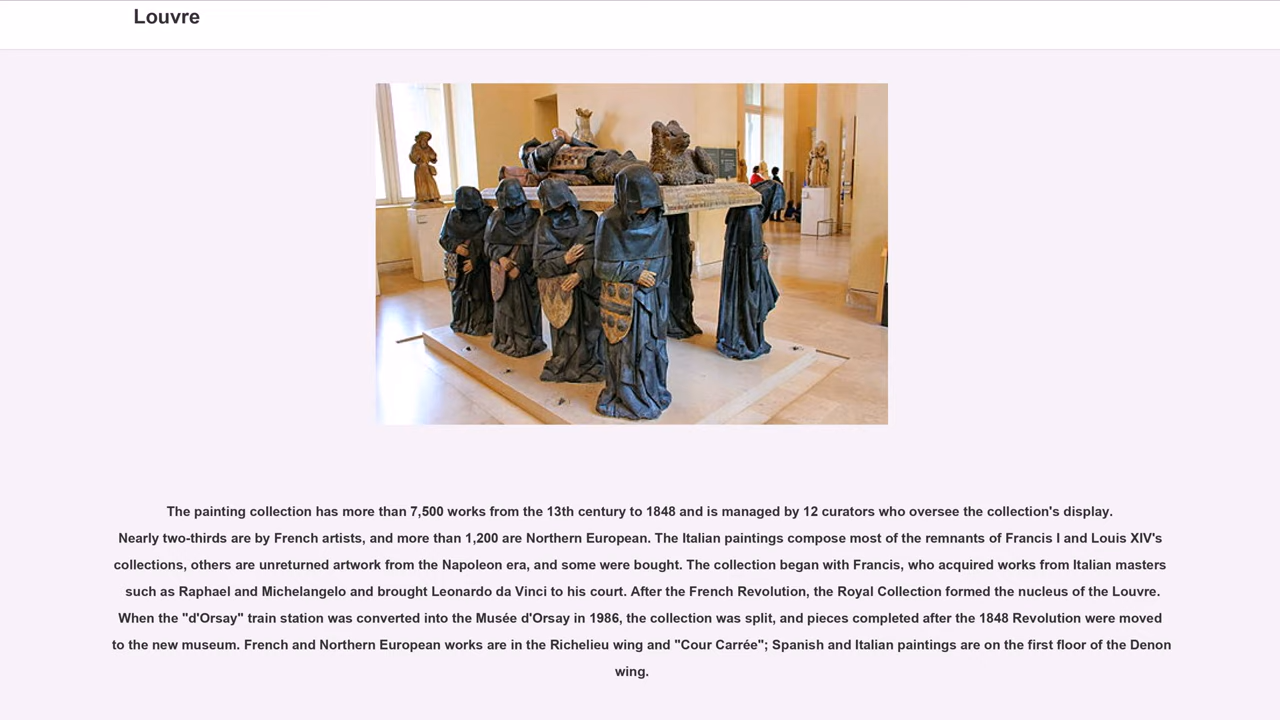 Louvre
The painting collection has more than 7,500 works from the 13th century to 1848 and is managed by 12 curators who oversee the collection's display.
Nearly two-thirds are by French artists, and more than 1,200 are Northern European. The Italian paintings compose most of the remnants of Francis I and Louis XIV's
collections, others are unreturned artwork from the Napoleon era, and some were bought. The collection began with Francis, who acquired works from Italian masters
such as Raphael and Michelangelo and brought Leonardo da Vinci to his court. After the French Revolution, the Royal Collection formed the nucleus of the Louvre.
When the "d'Orsay" train station was converted into the Musée d'Orsay in 1986, the collection was split, and pieces completed after the 1848 Revolution were moved
to the new museum. French and Northern European works are in the Richelieu wing and "Cour Carrée"; Spanish and Italian paintings are on the first floor of the Denon
wing.